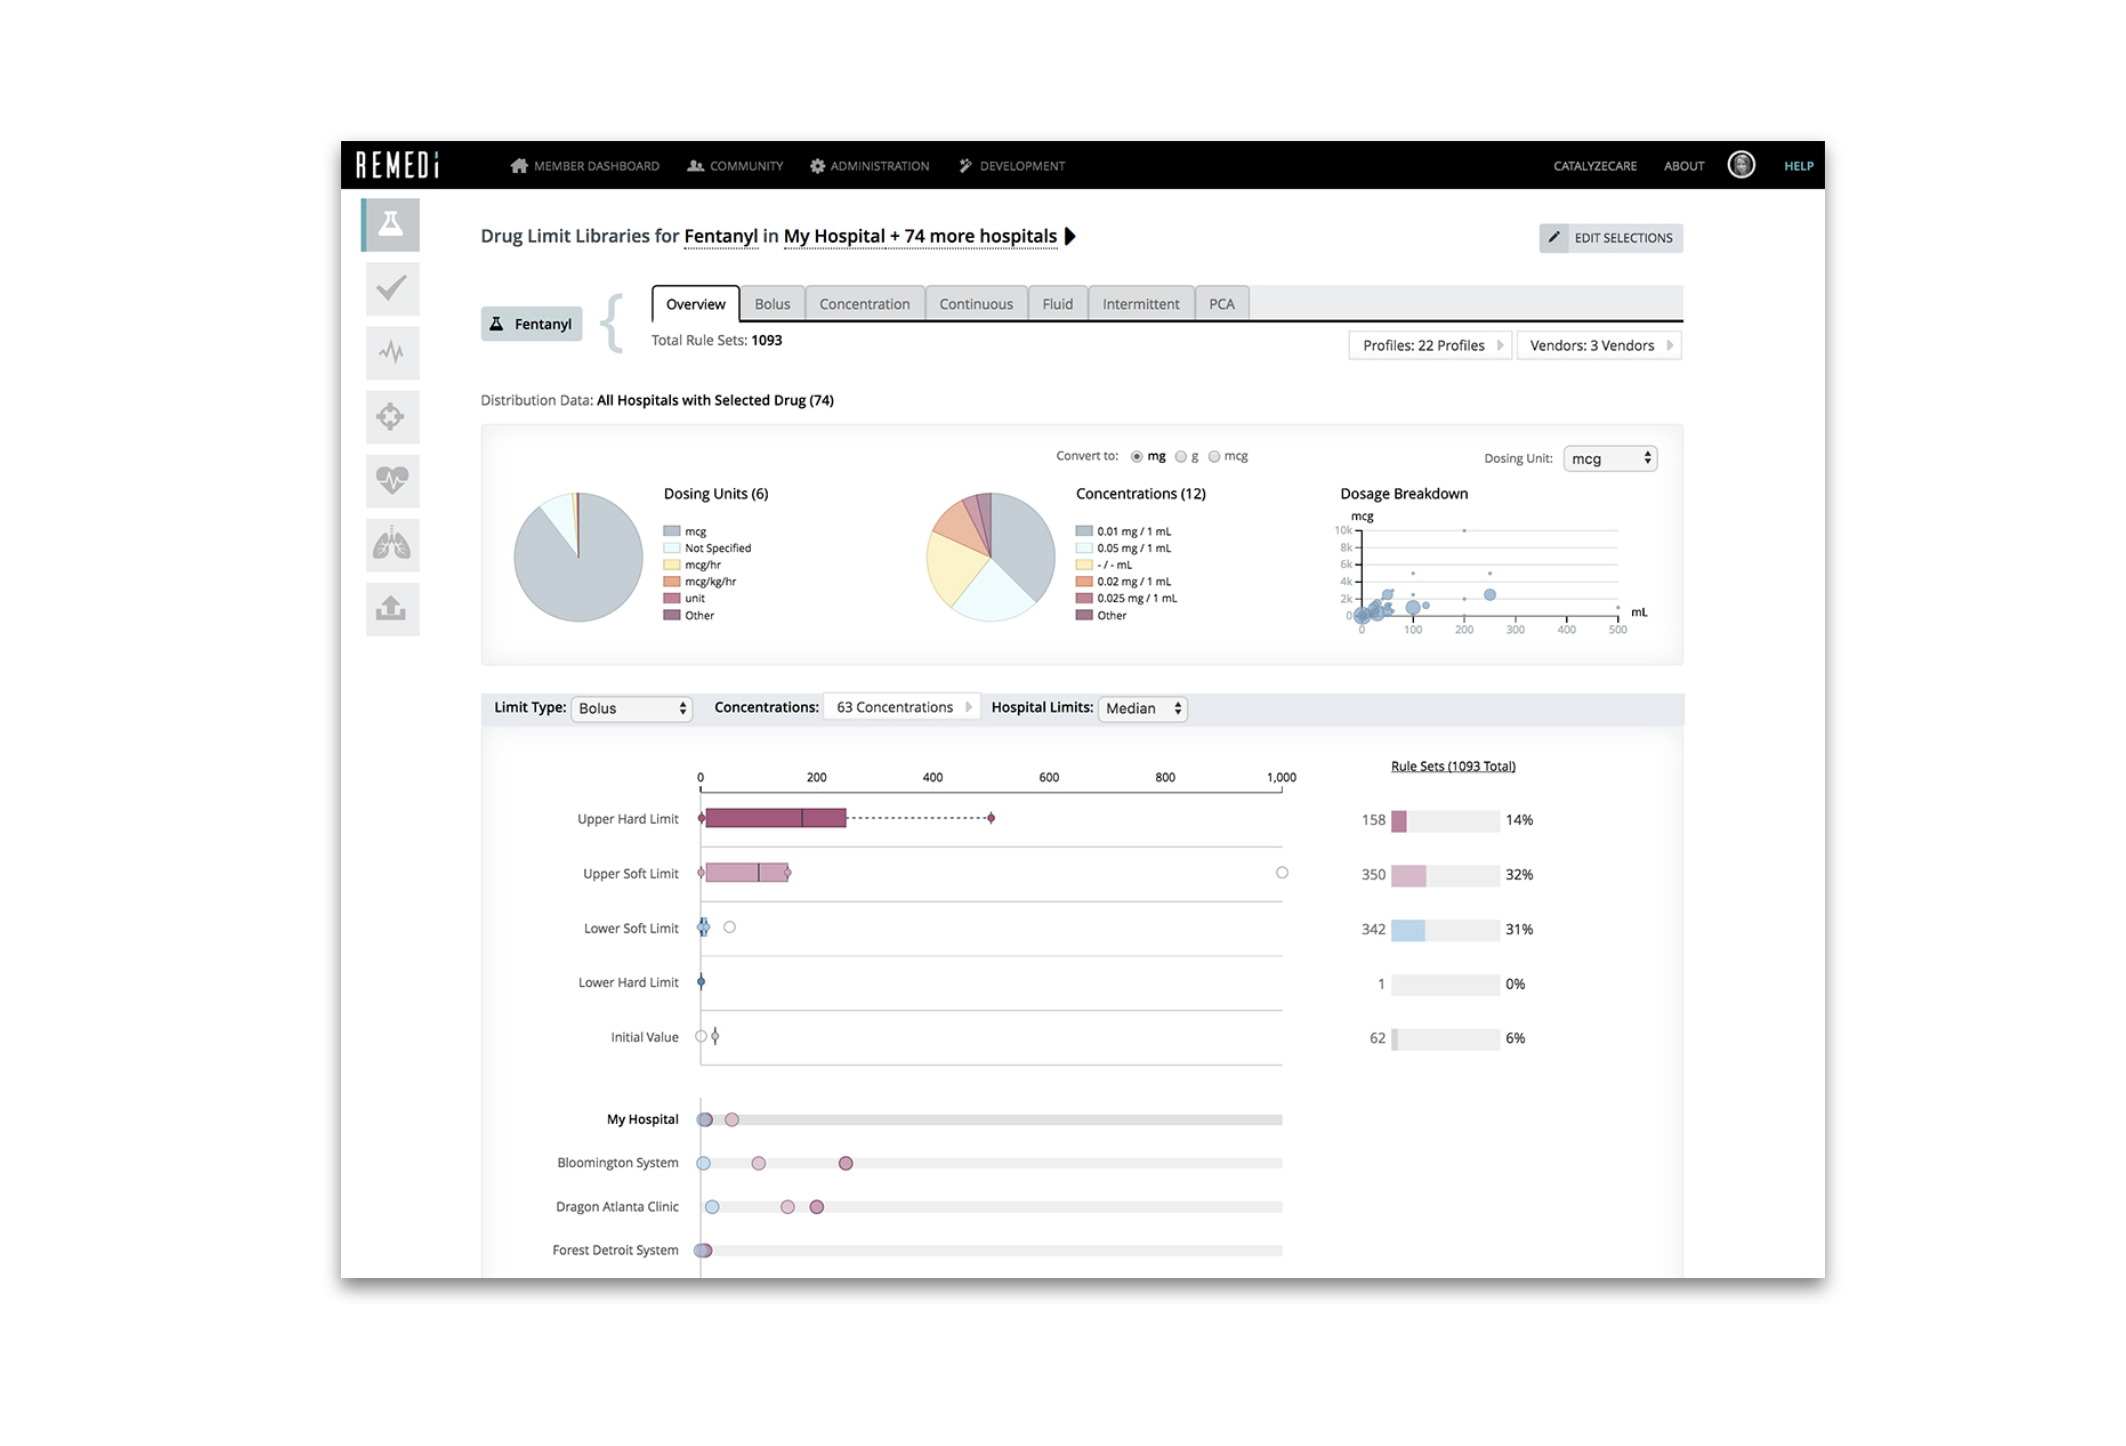 REMEDi MEMBER DASHBOARD COMMUNITY ADMINISTRATION DEVELOPMENT CATALYZECARE ABOUT HELP
Drug Limit Libraries for Fentanyl in My Hospital + 74 more hospitals EDIT SELECTIONS
Fentanyl
Overview Bolus Concentration Continuous Fluid Intermittent PCA
Total Rule Sets: 1093
Profiles: 22 Profiles Vendors: 3 Vendors
Distribution Data: All Hospitals with Selected Drug (74)
Convert to: mg g mcg
Dosing Unit: mcg
Dosing Units (6)
mcg
Not Specified
mcg/hr
mcg/kg/hr
unit
Other
Concentrations (12)
0.01 mg / 1 mL
0.05 mg / 1 mL
- / - mL
0.02 mg / 1 mL
0.025 mg / 1 mL
Other
Dosage Breakdown
mcg
10k
8k
6k
4k
2k
0
mL
0 100 200 300 400 500
Limit Type: Bolus Concentrations: 63 Concentrations Hospital Limits: Median
0 200 400 600 800 1,000
Rule Sets (1093 Total)
Upper Hard Limit 158 14%
Upper Soft Limit 350 32%
Lower Soft Limit 342 31%
Lower Hard Limit 1 0%
Initial Value 62 6%
My Hospital
Bloomington System
Dragon Atlanta Clinic
Forest Detroit System